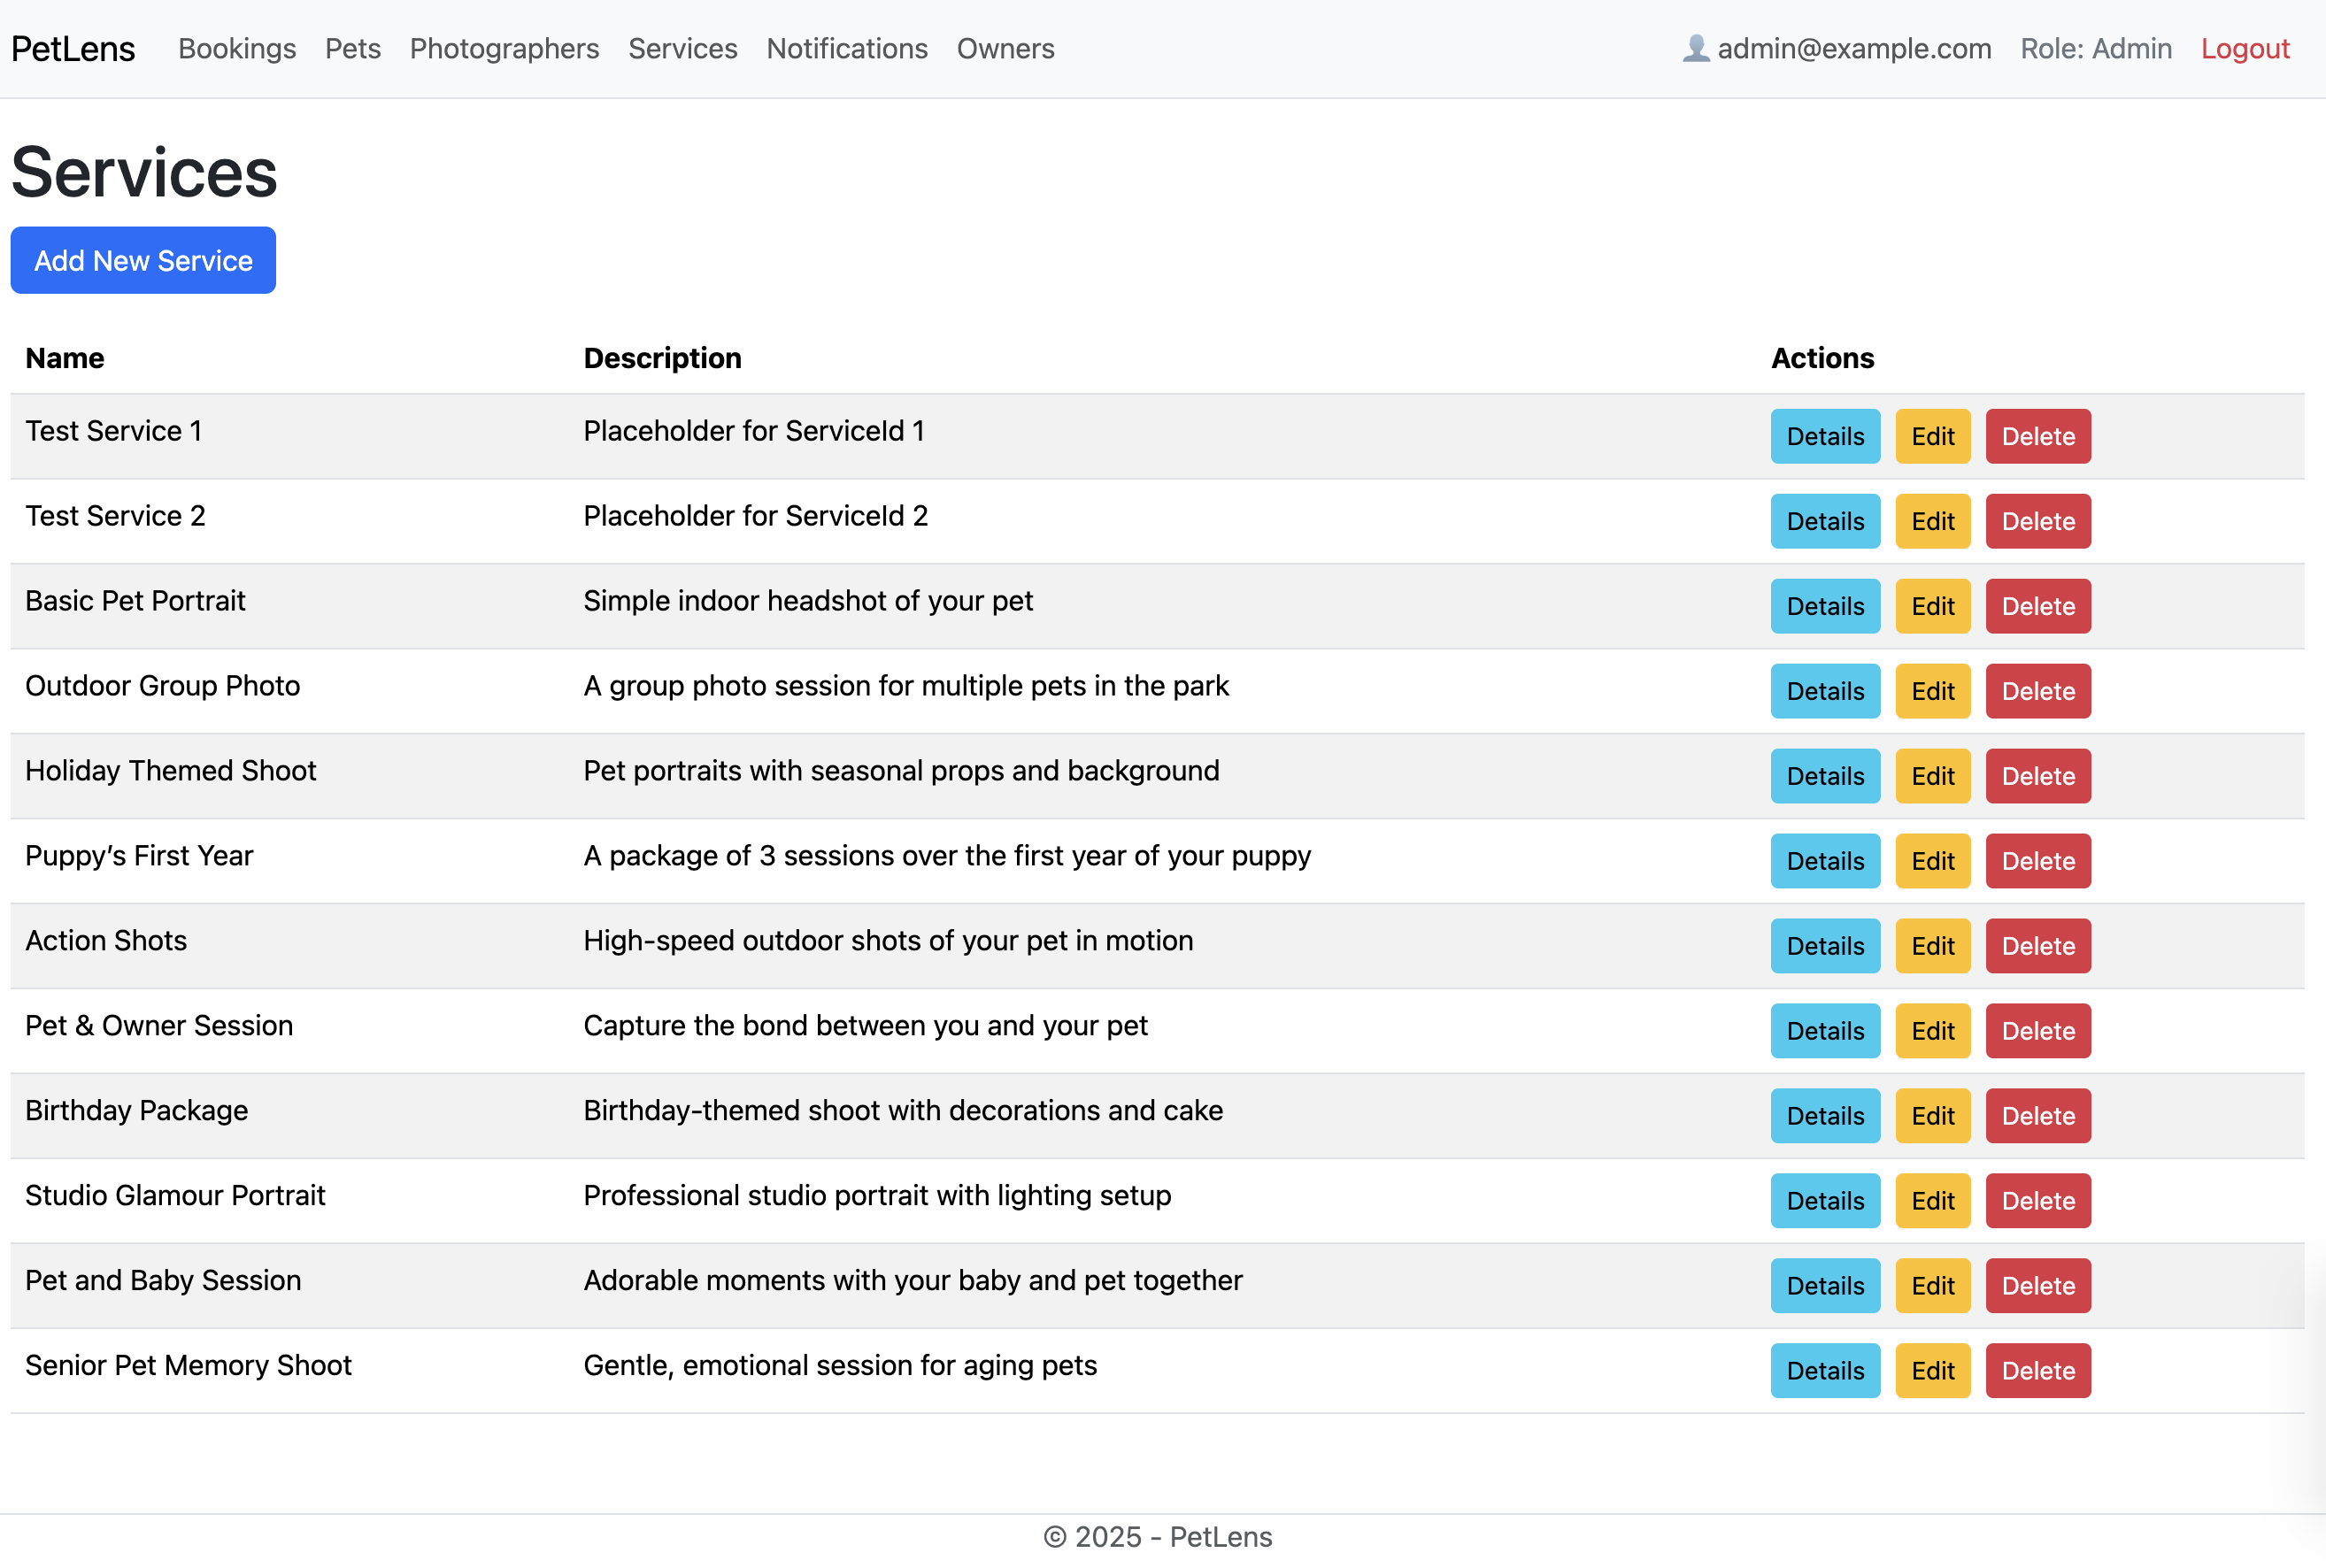 PetLens Bookings Pets Photographers Services Notifications Owners admin@example.com Role: Admin Logout
Services
Add New Service
Name Description Actions
Test Service 1 Placeholder for ServiceId 1 Details Edit Delete
Test Service 2 Placeholder for ServiceId 2 Details Edit Delete
Basic Pet Portrait Simple indoor headshot of your pet Details Edit Delete
Outdoor Group Photo A group photo session for multiple pets in the park Details Edit Delete
Holiday Themed Shoot Pet portraits with seasonal props and background Details Edit Delete
Puppy’s First Year A package of 3 sessions over the first year of your puppy Details Edit Delete
Action Shots High-speed outdoor shots of your pet in motion Details Edit Delete
Pet & Owner Session Capture the bond between you and your pet Details Edit Delete
Birthday Package Birthday-themed shoot with decorations and cake Details Edit Delete
Studio Glamour Portrait Professional studio portrait with lighting setup Details Edit Delete
Pet and Baby Session Adorable moments with your baby and pet together Details Edit Delete
Senior Pet Memory Shoot Gentle, emotional session for aging pets Details Edit Delete
© 2025 - PetLens